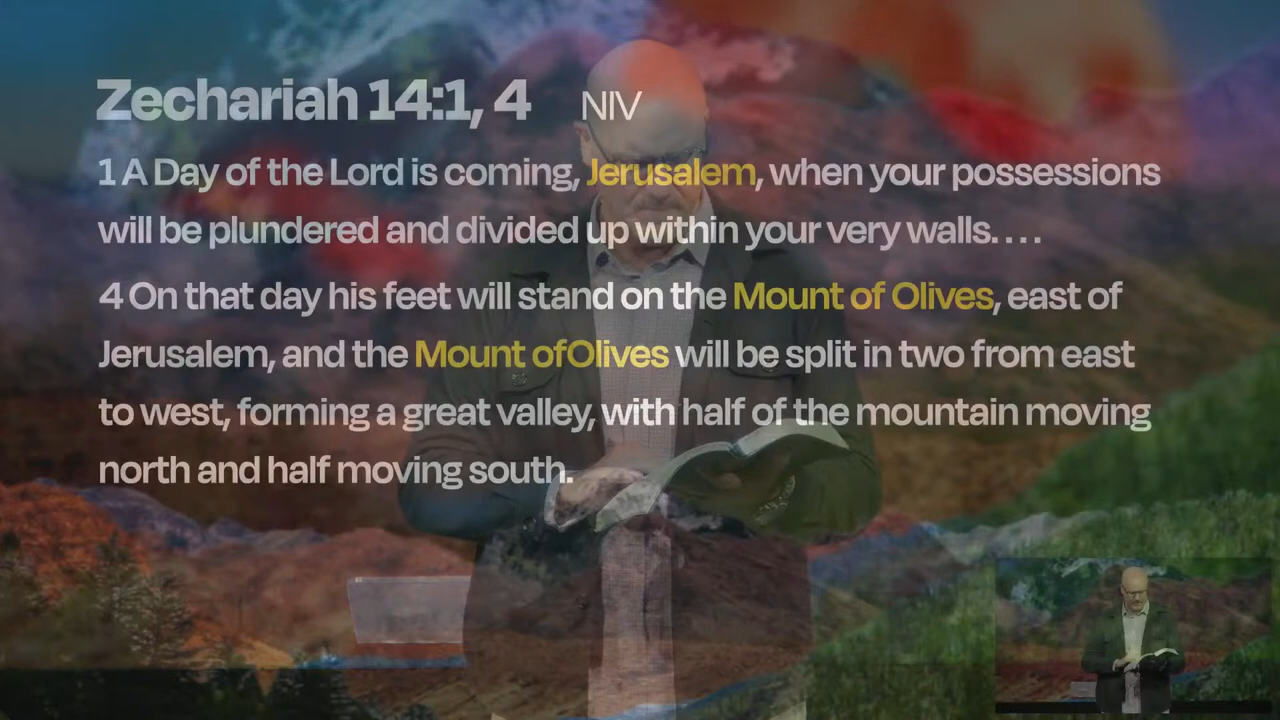 Zechariah 14:1, 4 NIV
1 A Day of the Lord is coming, Jerusalem, when your possessions
will be plundered and divided up within your very walls. . . .
4 On that day his feet will stand on the Mount of Olives, east of
Jerusalem, and the Mount ofOlives will be split in two from east
to west, forming a great valley, with half of the mountain moving
north and half moving south.